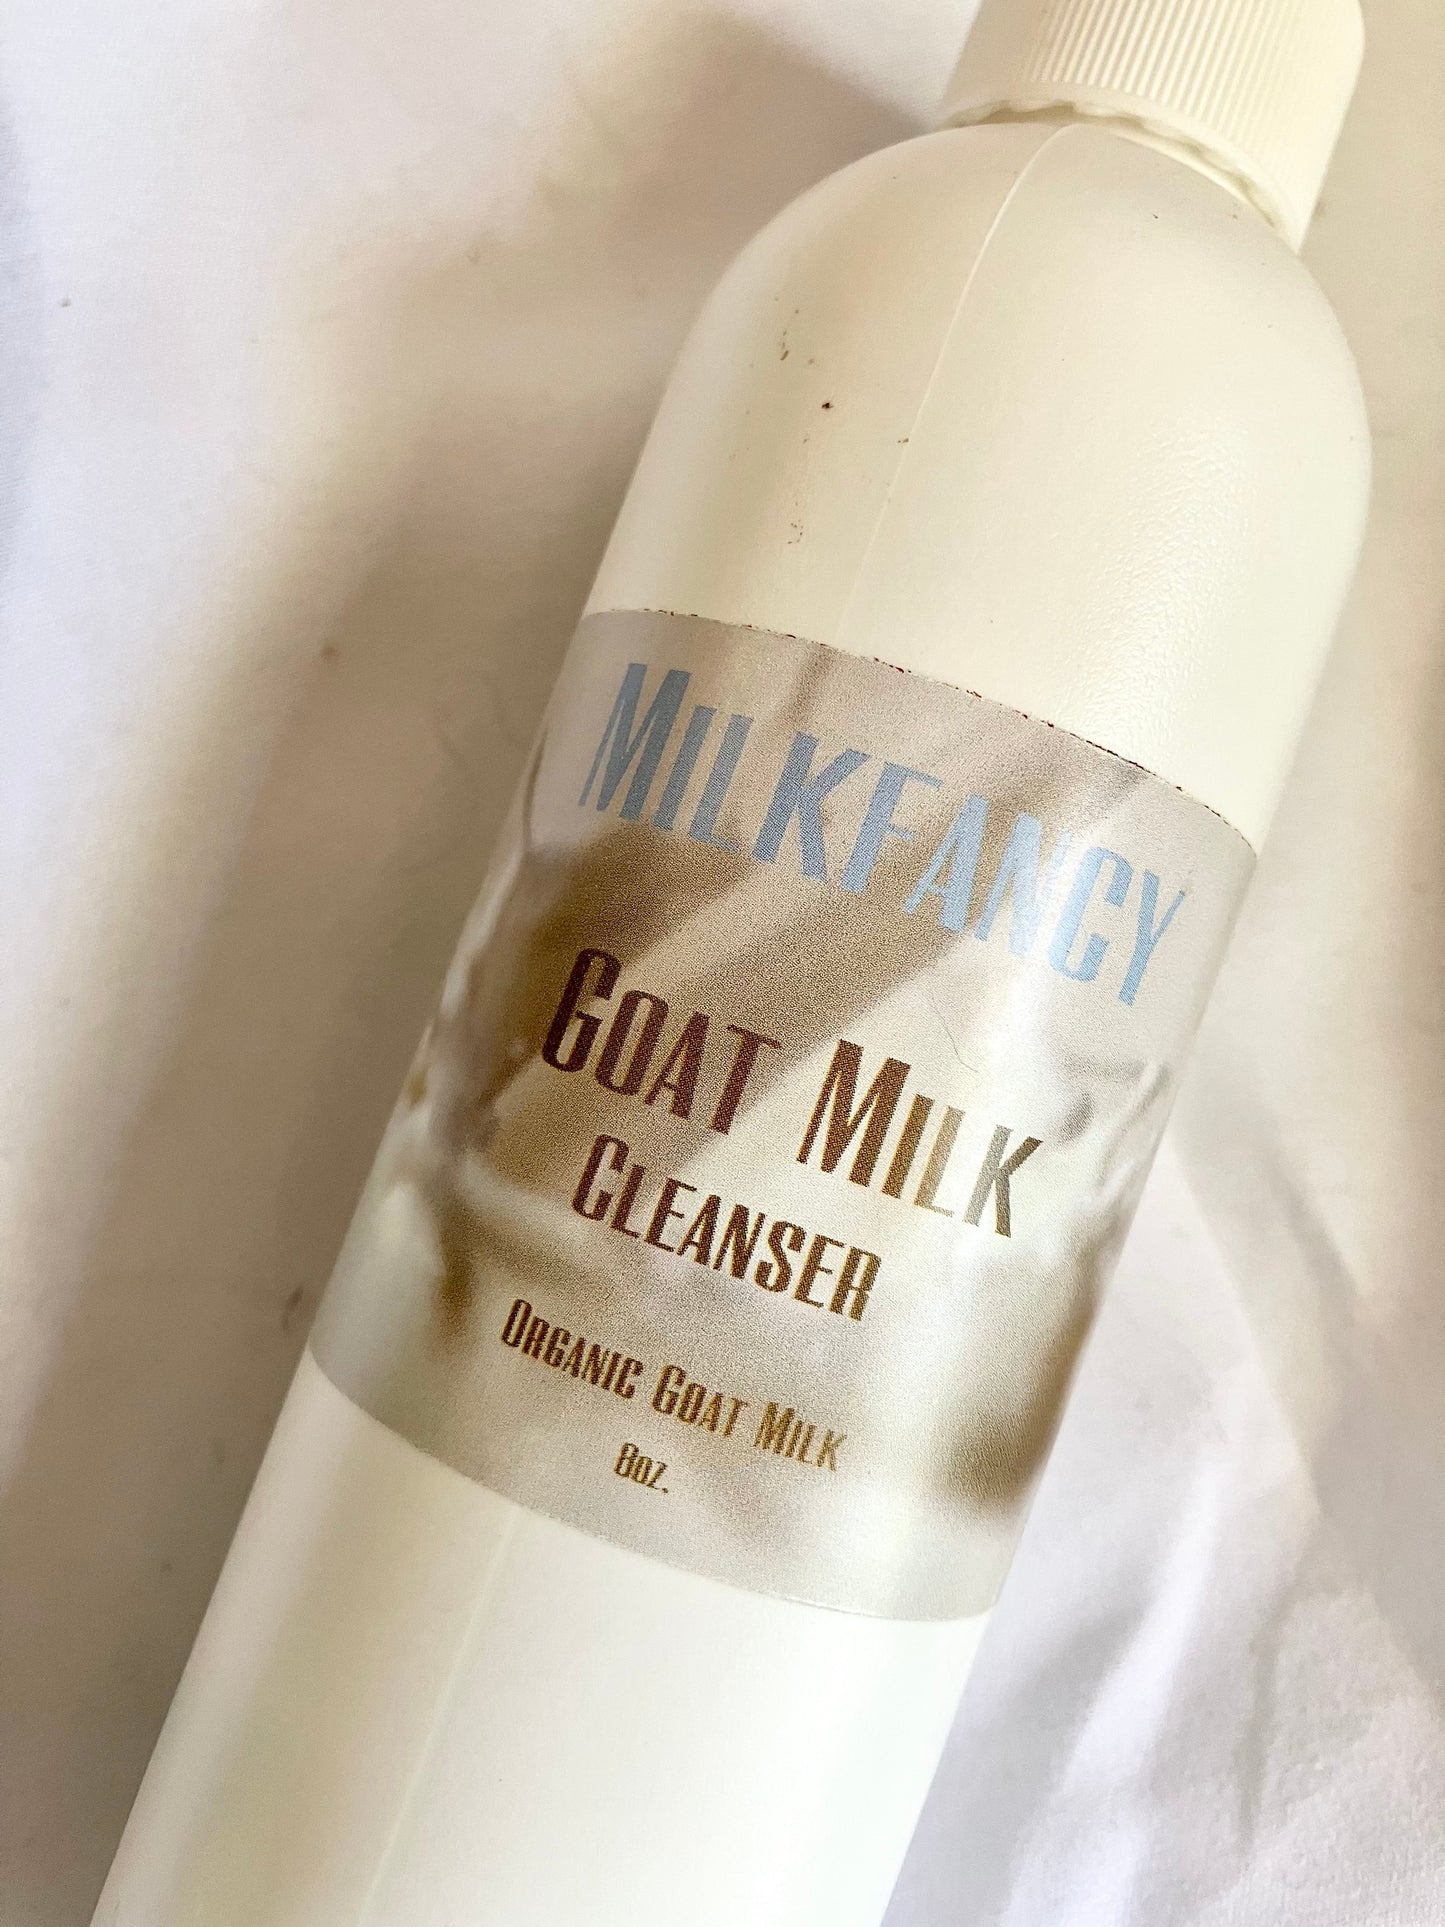 MilkFancy
Goat Milk
Cleanser
Organic Goat Milk
8oz.